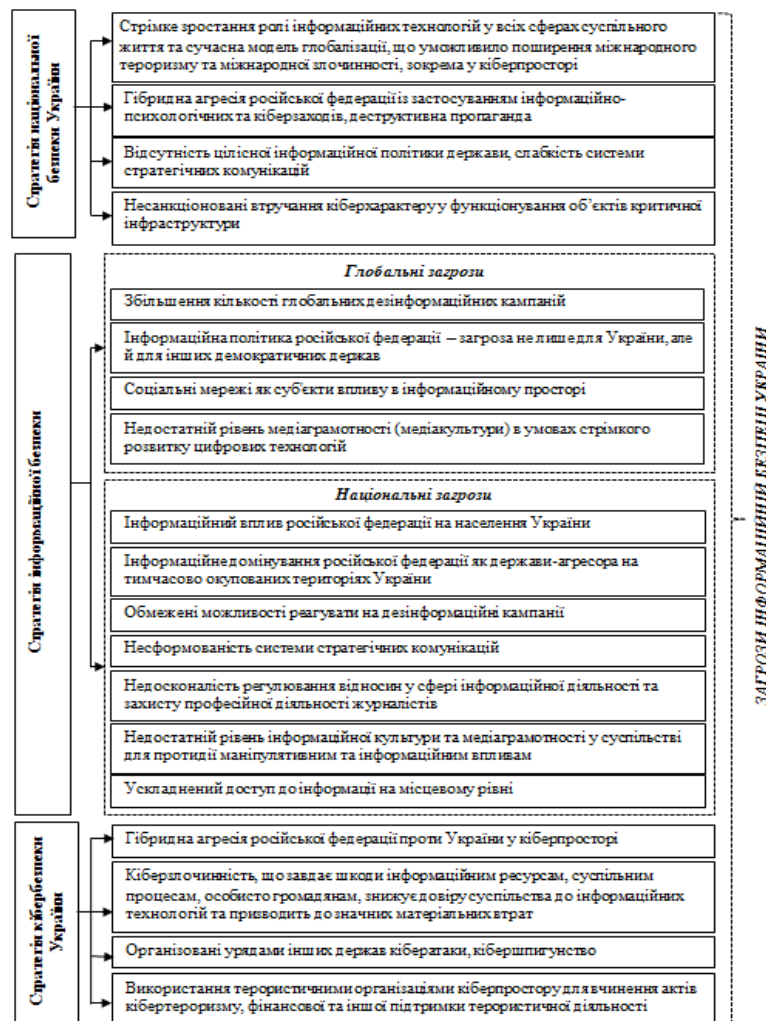 Стратегія національної
безпеки України
Стрімке зростання ролі інформаційних технологій у всіх сферах суспільного
життя та сучасна модель глобалізації, що уможливило поширення міжнародного
тероризму та міжнародної злочинності, зокрема у кіберпросторі
Гібридна агресія російської федерації із застосуванням інформаційно-
психологічних та кіберзаходів, деструктивна пропаганда
Відсутність цілісної інформаційної політики держави, слабкість системи
стратегічних комунікацій
Несанкціоновані втручання кіберхарактеру у функціонування об’єктів критичної
інфраструктури
Стратегія інформаційної безпеки
Глобальні загрози
Збільшення кількості глобальних дезінформаційних кампаній
Інформаційна політика російської федерації – загроза не лише для України, але
й для інших демократичних держав
Соціальні мережі як суб'єкти впливу в інформаційному просторі
Недостатній рівень медіаграмотності (медіакультури) в умовах стрімкого
розвитку цифрових технологій
Національні загрози
Інформаційний вплив російської федерації на населення України
Інформаційне домінування російської федерації як держави-агресора на
тимчасово окупованих територіях України
Обмежені можливості реагувати на дезінформаційні кампанії
Несформованість системи стратегічних комунікацій
Недосконалість регулювання відносин у сфері інформаційної діяльності та
захисту професійної діяльності журналістів
Недостатній рівень інформаційної культури та медіаграмотності у суспільстві
для протидії маніпулятивним та інформаційним впливам
Ускладнений доступ до інформації на місцевому рівні
Стратегія кібербезпеки
України
Гібридна агресія російської федерації проти України у кіберпросторі
Кіберзлочинність, що завдає шкоди інформаційним ресурсам, суспільним
процесам, особисто громадянам, знижує довіру суспільства до інформаційних
технологій та призводить до значних матеріальних втрат
Організовані урядами інших держав кібератаки, кібершпигунство
Використання терористичними організаціями кіберпростору для вчинення актів
кібертероризму, фінансової та іншої підтримки терористичної діяльності
ЗАГРОЗИ ІНФОРМАЦІЙНІЙ БЕЗПЕЦІ УКРАЇНИ